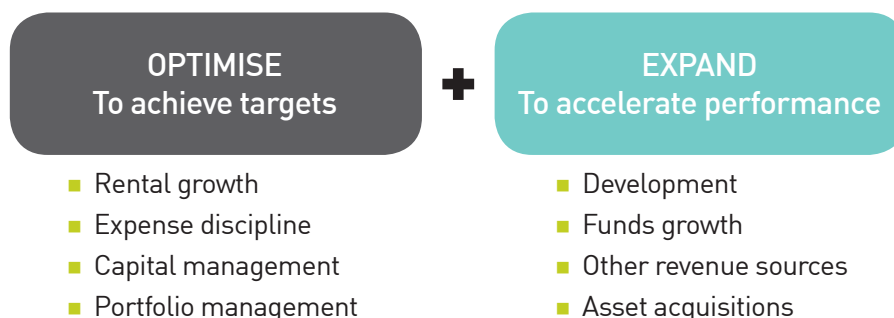 OPTIMISE
To achieve targets
+
EXPAND
To accelerate performance
■ Rental growth
■ Expense discipline
■ Capital management
■ Portfolio management
■ Development
■ Funds growth
■ Other revenue sources
■ Asset acquisitions